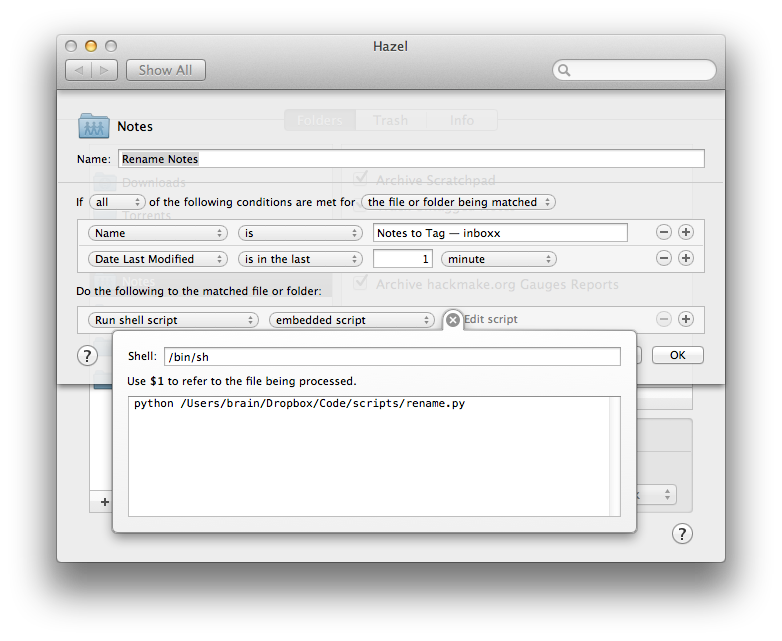 Hazel
Show All
Folders Trash Info
Notes
Name: Rename Notes
Downloads
Archive Scratchpad
If all of the following conditions are met for the file or folder being matched
Torrents
Name is Notes to Tag — inboxx
Date Last Modified is in the last 1 minute
Notes
Archive hackmake.org Gauges Reports
Do the following to the matched file or folder:
Run shell script embedded script Edit script
? OK
Shell: /bin/sh
Use $1 to refer to the file being processed.
python /Users/brain/Dropbox/Code/scripts/rename.py
+
?